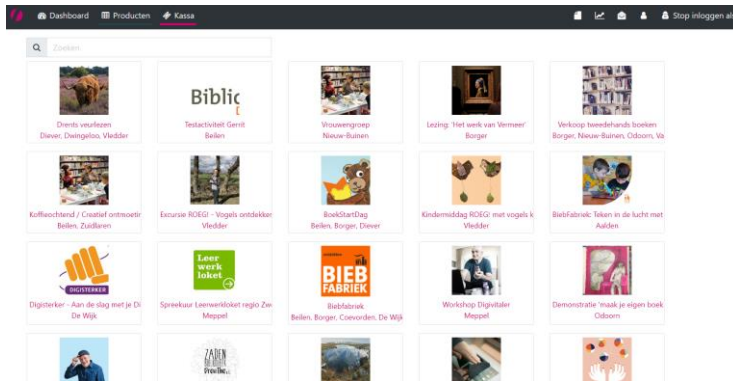 Dashboard Producten Kassa Stop inloggen als
Zoeken
Biblic
Drents veurlezen
Diever, Dwingeloo, Vledder
Testactiviteit Gerrit
Beilen
Vrouwengroep
Nieuw-Buinen
Lezing: 'Het werk van Vermeer'
Borger
Verkoop tweedehands boeken
Borger, Nieuw-Buinen, Odoorn, Va
Koffieochtend / Creatief ontmoetin
Beilen, Zuidlaren
Excursie ROEG! - Vogels ontdekken
Vledder
BoekStartDag
Beilen, Borger, Diever
Kindermiddag ROEG! met vogels k
Vledder
BiebFabriek: Teken in de lucht met
Aalden
DIGISTERKER
Leer
werk
loket
BIEB
FABRIEK
Digisterker - Aan de slag met je Di
De Wijk
Spreekuur Leerwerkloket regio Zw
Meppel
Biebfabriek
Beilen, Borger, Coevorden, De Wijk
Workshop Digivitaler
Meppel
Demonstratie 'maak je eigen boek
Odoorn
ZADEN